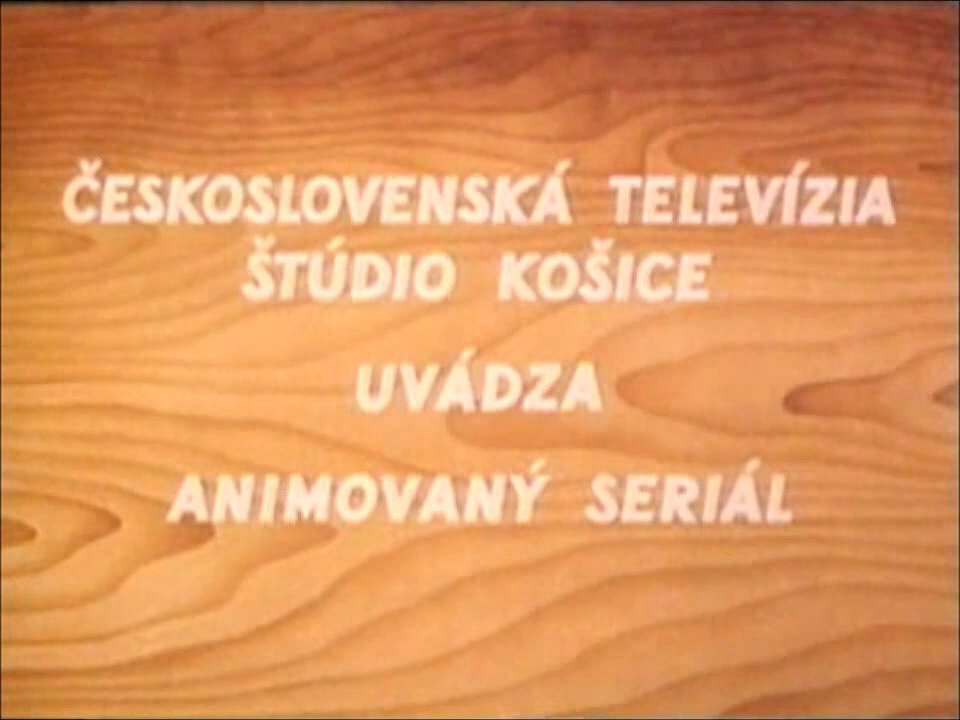 ČESKOSLOVENSKÁ TELEVÍZIA
ŠTÚDIO KOŠICE
UVÁDZA
ANIMOVANÝ SERIÁL